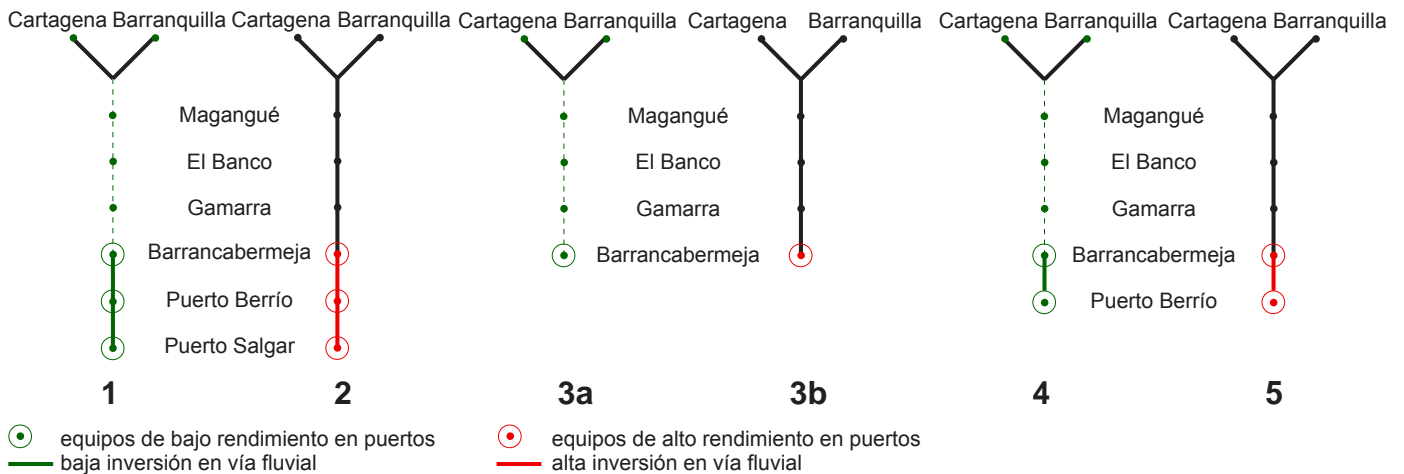 Cartagena Barranquilla Cartagena Barranquilla Cartagena Barranquilla Cartagena Barranquilla Cartagena Barranquilla Cartagena Barranquilla
Magangué Magangué Magangué
El Banco El Banco El Banco
Gamarra Gamarra Gamarra
Barrancabermeja Barrancabermeja Barrancabermeja
Puerto Berrío Puerto Berrío
Puerto Salgar
1 2 3a 3b 4 5
equipos de bajo rendimiento en puertos equipos de alto rendimiento en puertos
baja inversión en vía fluvial alta inversión en vía fluvial